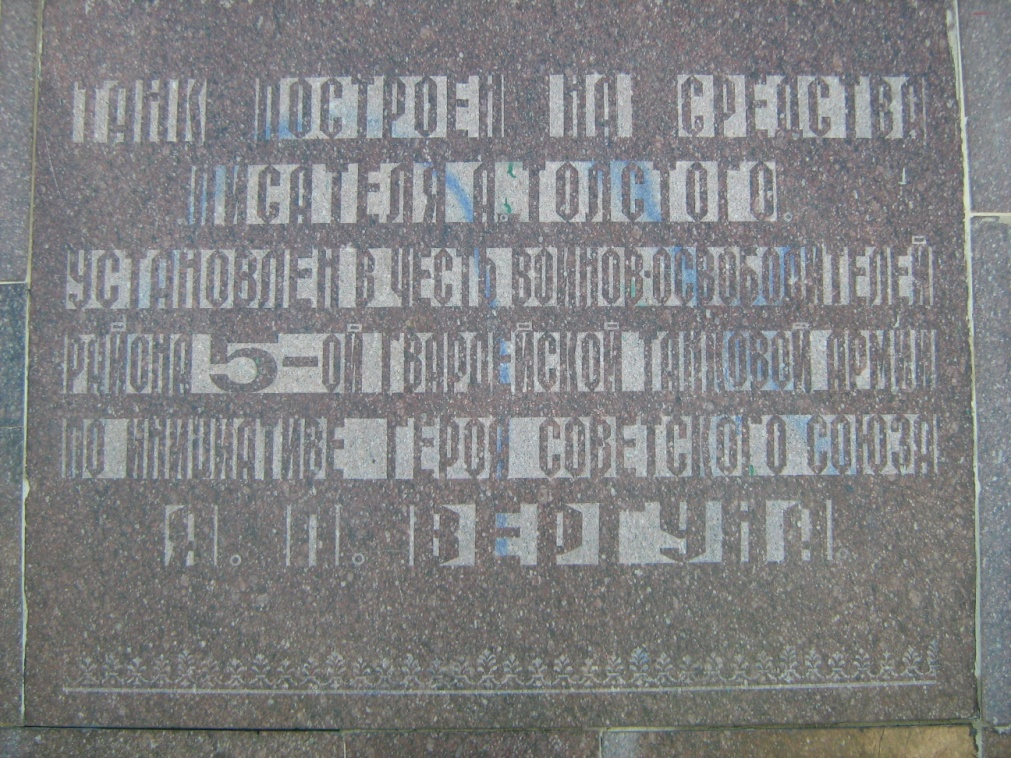 ТАНК ПОСТРОЕН НА СРЕДСТВА
ПИСАТЕЛЯ А.ТОЛСТОГО.
УСТАНОВЛЕН В ЧЕСТЬ ВОИНОВ-ОСВОБОДИТЕЛЕЙ
РАЙОНА 5-ОЙ ГВАРДЕЙСКОЙ ТАНКОВОЙ АРМИИ
ПО ИНИЦИАТИВЕ ГЕРОЯ СОВЕТСКОГО СОЮЗА
Я. П. ВЕРГУНА.